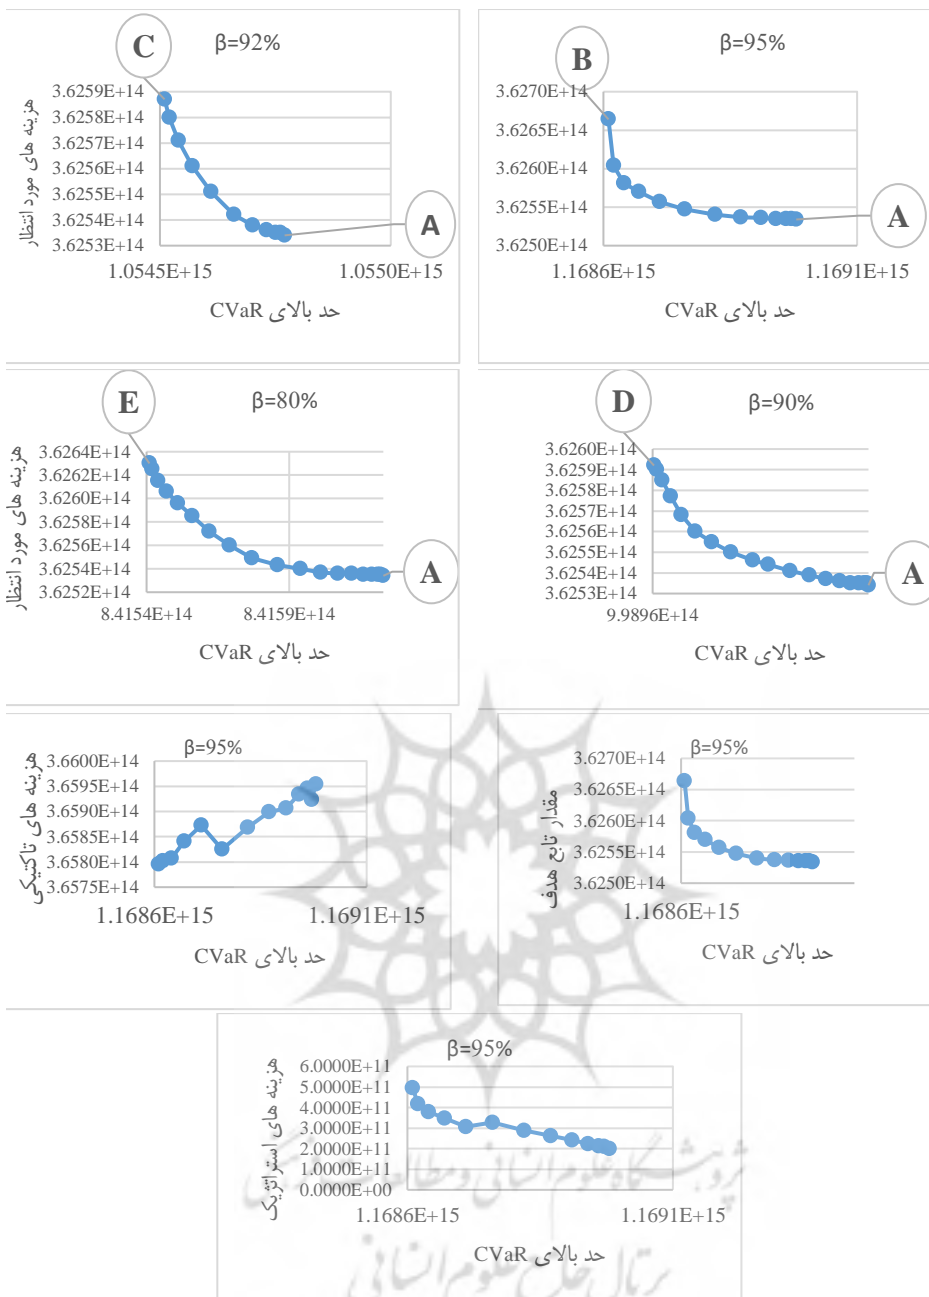 C
β=92%
3.6259E+14
3.6258E+14
3.6257E+14
3.6256E+14
3.6255E+14
3.6254E+14
3.6253E+14
هزینه های مورد انتظار
A
1.0545E+15 1.0550E+15
حد بالای CVaR
B
β=95%
3.6270E+14
3.6265E+14
3.6260E+14
3.6255E+14
3.6250E+14
A
1.1686E+15 1.1691E+15
حد بالای CVaR
E
β=80%
3.6264E+14
3.6262E+14
3.6260E+14
3.6258E+14
3.6256E+14
3.6254E+14
3.6252E+14
هزینه های مورد انتظار
A
8.4154E+14 8.4159E+14
حد بالای CVaR
D
β=90%
3.6260E+14
3.6259E+14
3.6258E+14
3.6257E+14
3.6256E+14
3.6255E+14
3.6254E+14
3.6253E+14
A
9.9896E+14
حد بالای CVaR
β=95%
3.6600E+14
3.6595E+14
3.6590E+14
3.6585E+14
3.6580E+14
3.6575E+14
هزینه های تاکتیکی
1.1686E+15 1.1691E+15
حد بالای CVaR
β=95%
3.6270E+14
3.6265E+14
3.6260E+14
3.6255E+14
3.6250E+14
مقدار تابع هدف
1.1686E+15
حد بالای CVaR
β=95%
6.0000E+11
5.0000E+11
4.0000E+11
3.0000E+11
2.0000E+11
1.0000E+11
0.0000E+00
هزینه های استراتژیکی
1.1686E+15 1.1691E+15
حد بالای CVaR
پژوهشگاه علوم انسانی و مطالعات فرهنگی
پرتال جامع علوم انسانی